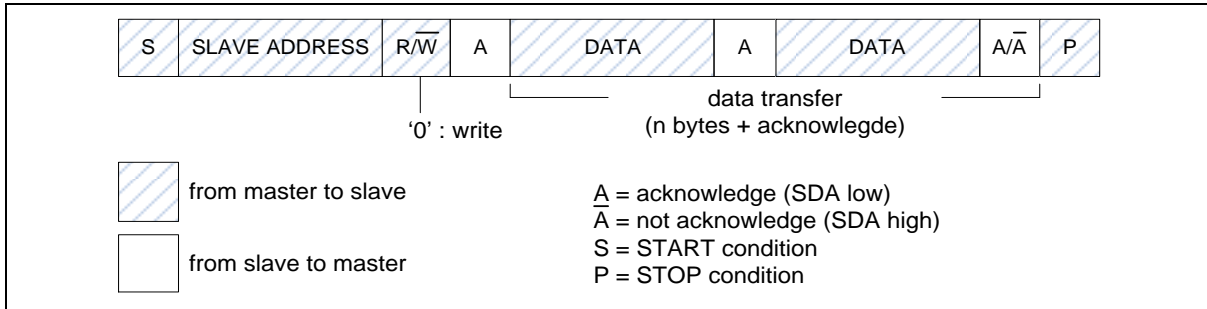 S SLAVE ADDRESS R/W̅ A DATA A DATA A/A̅ P
data transfer
(n bytes + acknowlegde)
‘0’ : write
from master to slave
from slave to master
A = acknowledge (SDA low)
A̅ = not acknowledge (SDA high)
S = START condition
P = STOP condition